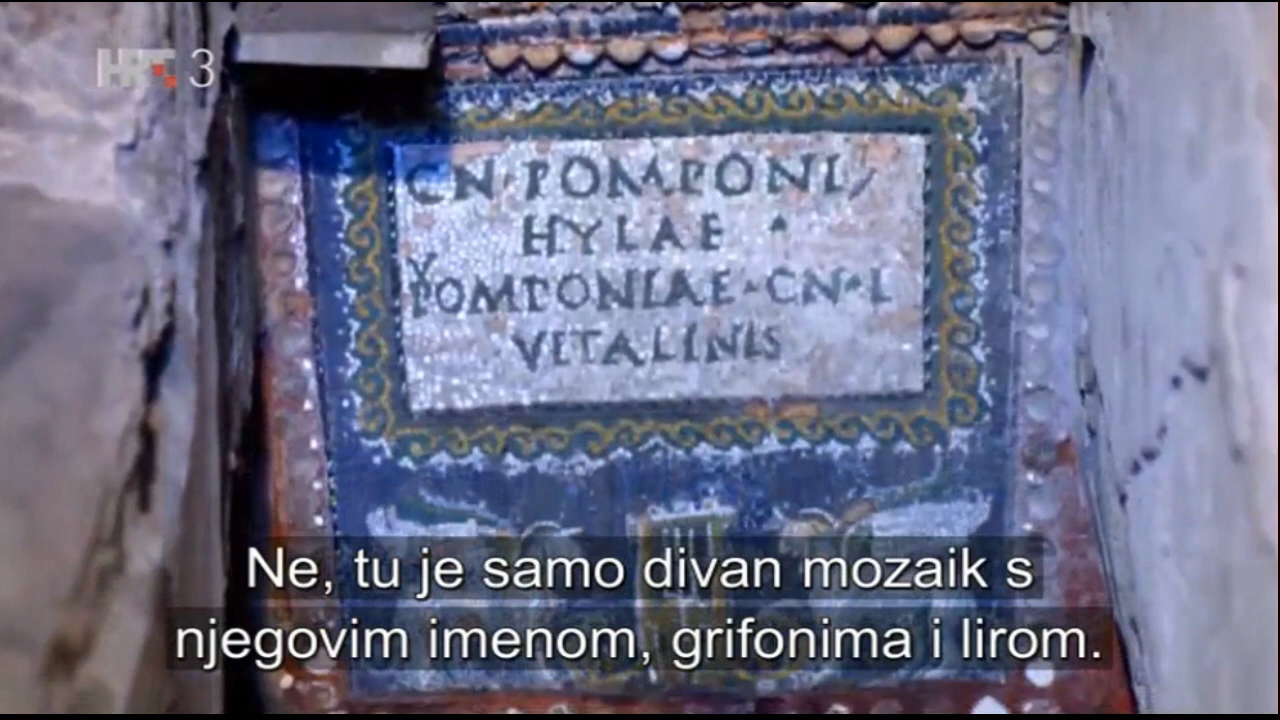 HRT 3
CN·POMPONI
HYLAE
POMPONIAE·CN·L
VITALINIS
Ne, tu je samo divan mozaik s
njegovim imenom, grifonima i lirom.